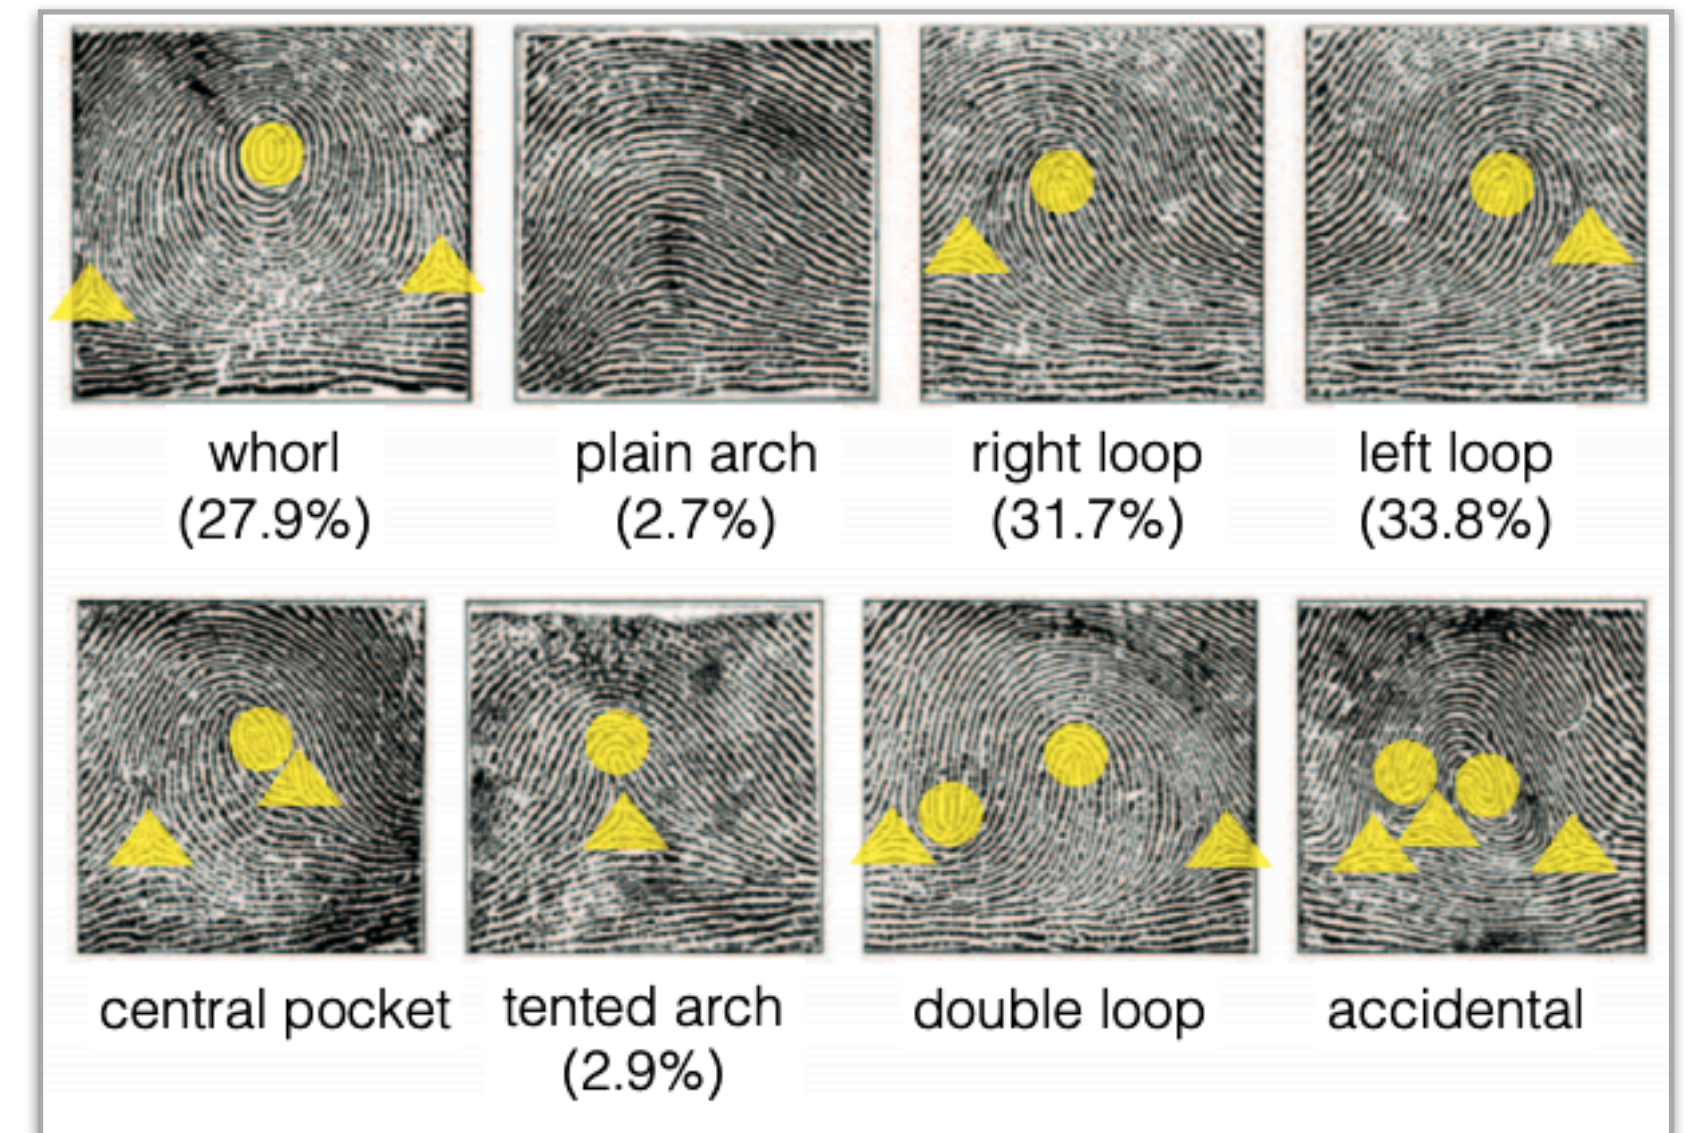 whorl
(27.9%)
plain arch
(2.7%)
right loop
(31.7%)
left loop
(33.8%)
central pocket
tented arch
(2.9%)
double loop
accidental